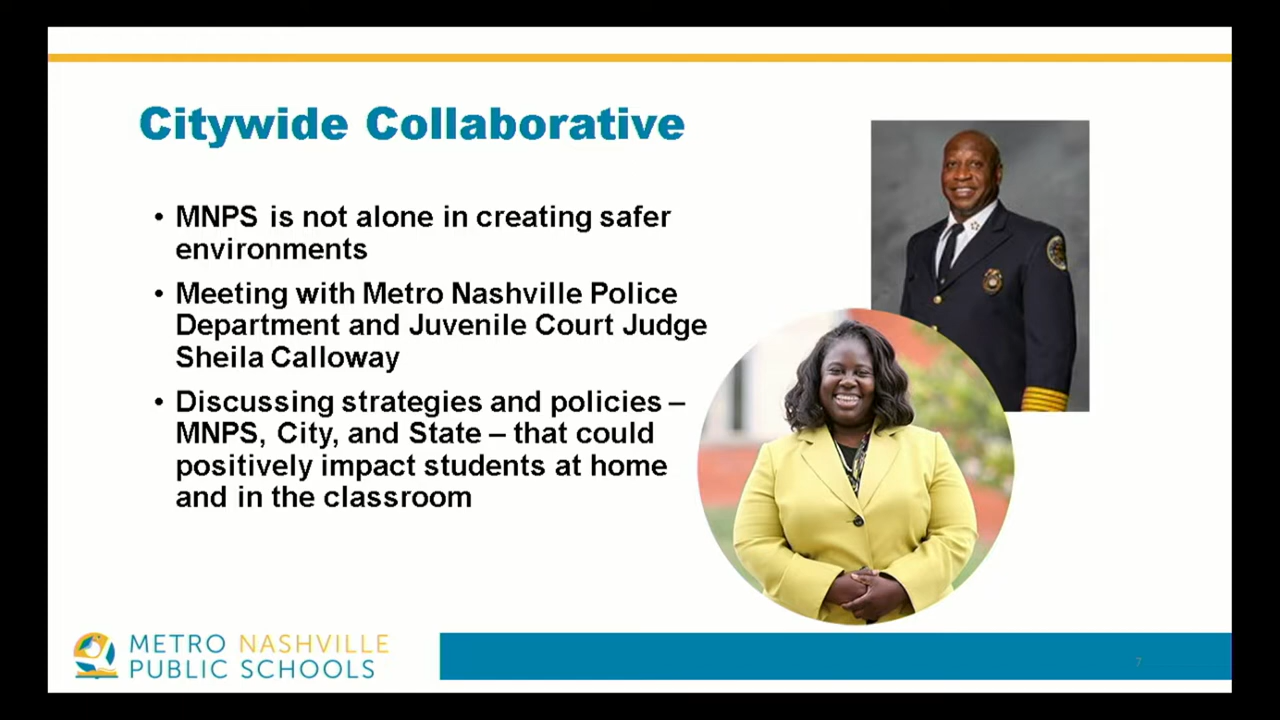 Citywide Collaborative
• MNPS is not alone in creating safer
environments
• Meeting with Metro Nashville Police
Department and Juvenile Court Judge
Sheila Calloway
• Discussing strategies and policies –
MNPS, City, and State – that could
positively impact students at home
and in the classroom
METRO NASHVILLE
PUBLIC SCHOOLS
7